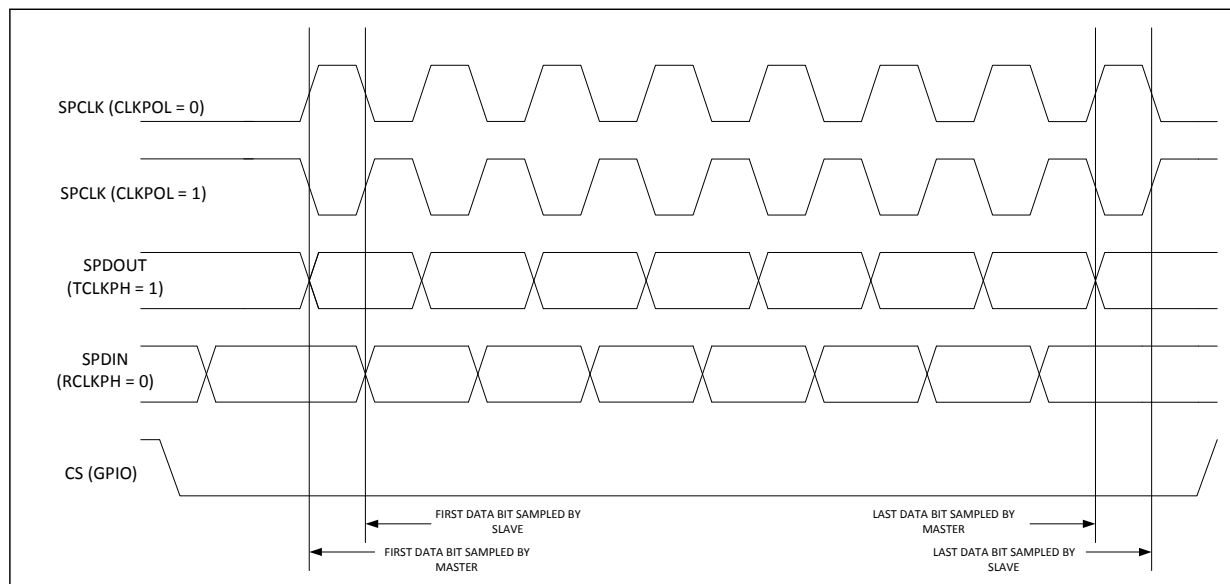 SPCLK (CLKPOL = 0)
SPCLK (CLKPOL = 1)
SPDOUT
(TCLKPH = 1)
SPDIN
(RCLKPH = 0)
CS (GPIO)
FIRST DATA BIT SAMPLED BY
SLAVE
LAST DATA BIT SAMPLED BY
MASTER
FIRST DATA BIT SAMPLED BY
MASTER
LAST DATA BIT SAMPLED BY
SLAVE